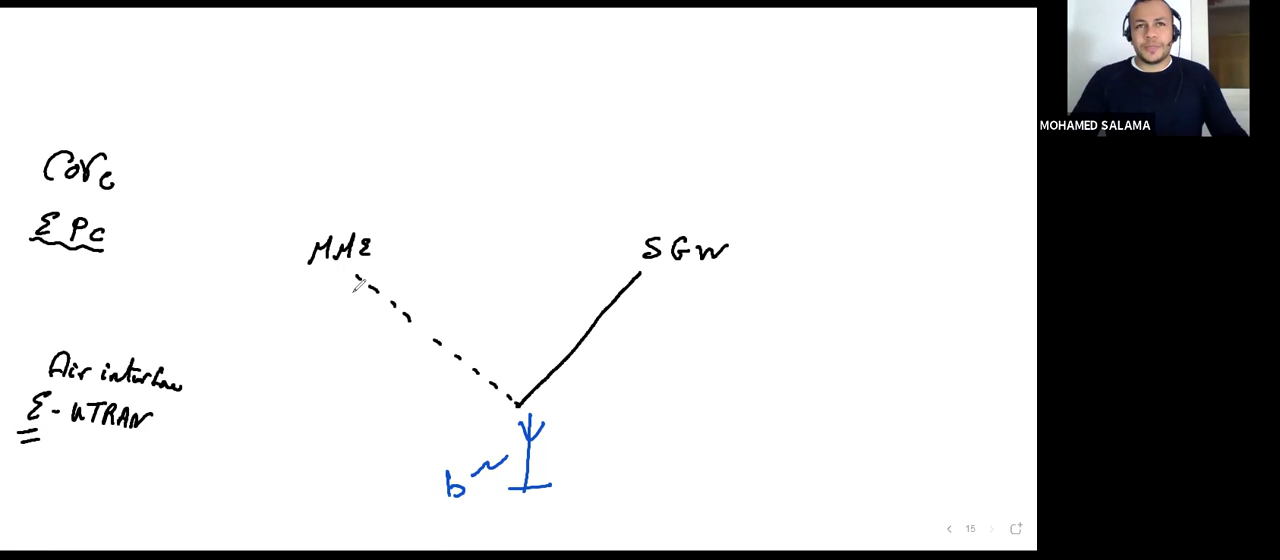 MOHAMED SALAMA
Core
EPC
MME
SGW
Air interface
E-UTRAN
b
15